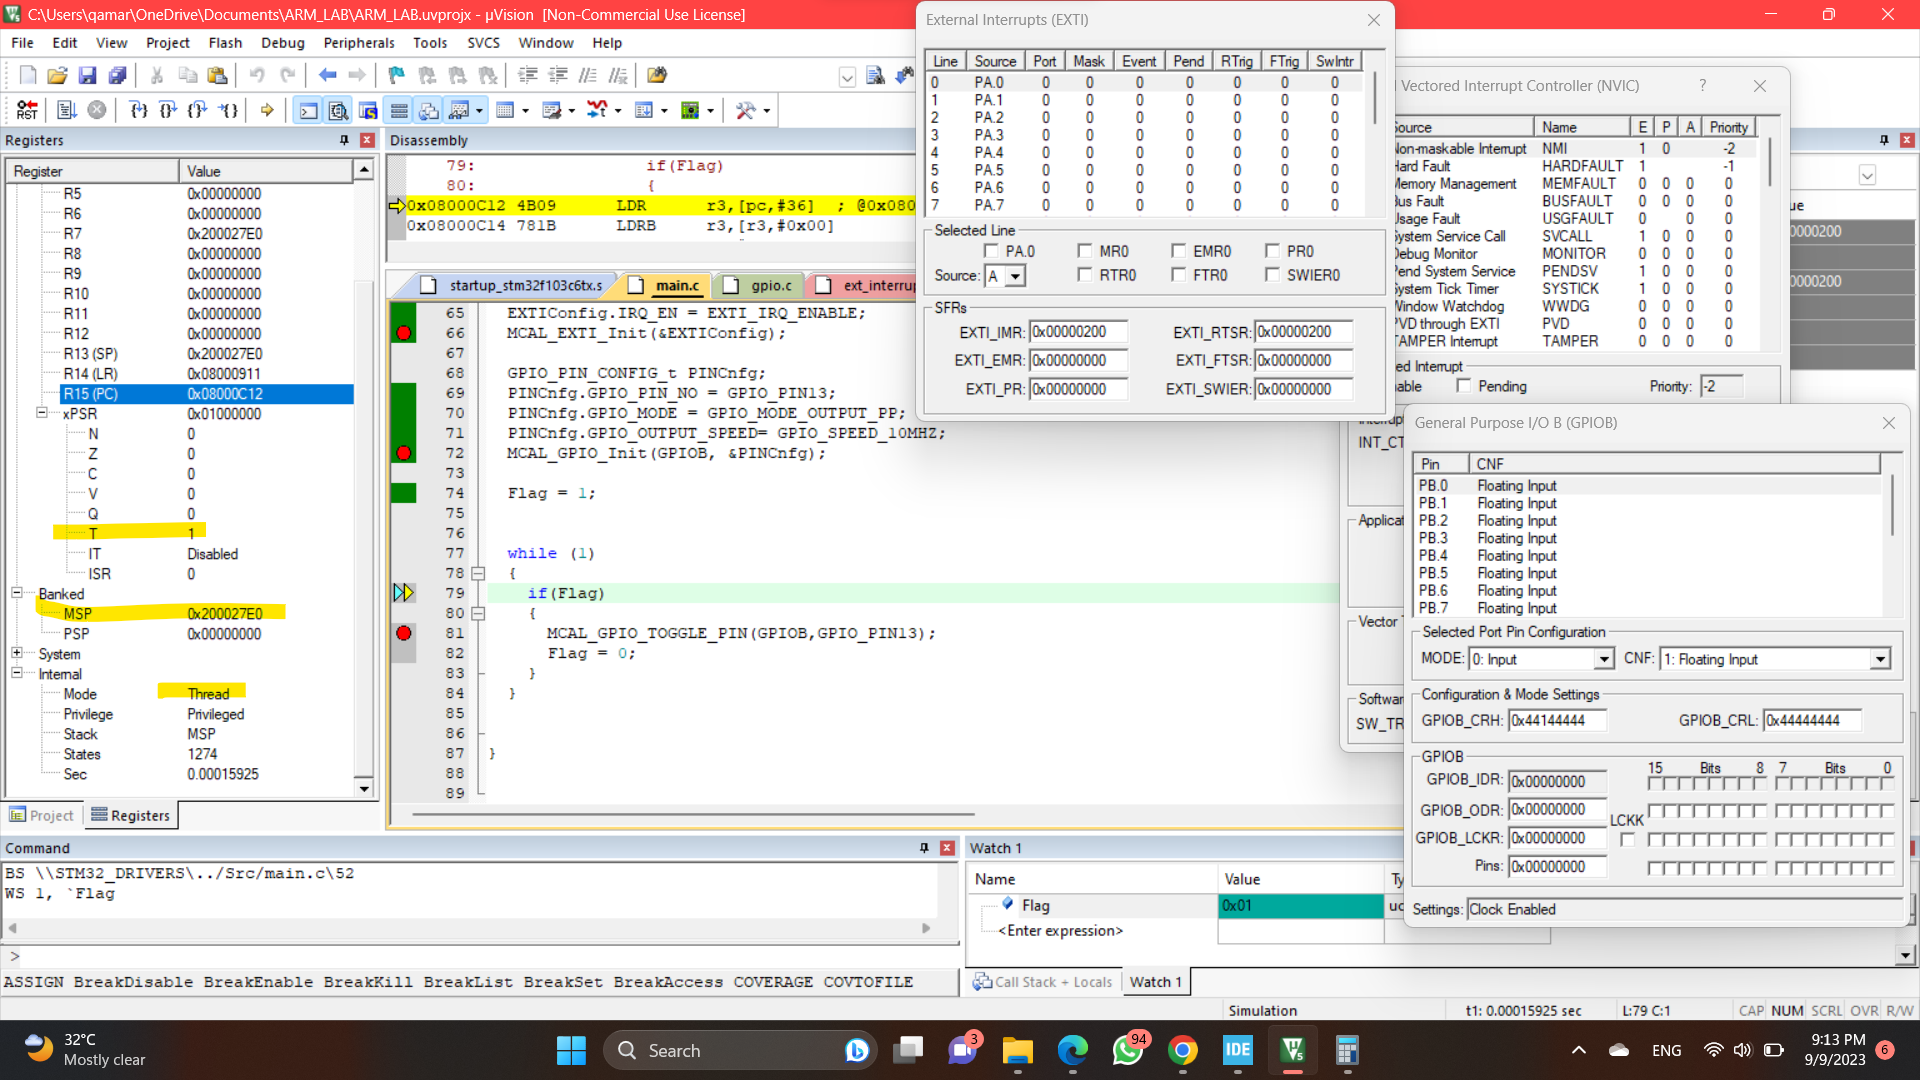 C:\Users\qamar\OneDrive\Documents\ARM_LAB\ARM_LAB.uvprojx - µVision  [Non-Commercial Use License]
File Edit View Project Flash Debug Peripherals Tools SVCS Window Help
Registers
Register Value
R5 0x00000000
R6 0x00000000
R7 0x200027E0
R8 0x00000000
R9 0x00000000
R10 0x00000000
R11 0x00000000
R12 0x00000000
R13 (SP) 0x200027E0
R14 (LR) 0x08000911
R15 (PC) 0x08000C12
xPSR 0x01000000
N 0
Z 0
C 0
V 0
Q 0
T 1
IT Disabled
ISR 0
Banked
MSP 0x200027E0
PSP 0x00000000
System
Internal
Mode Thread
Privilege Privileged
Stack MSP
States 1274
Sec 0.00015925
Project Registers
Disassembly
79: if(Flag)
80: {
0x08000C12 4B09 LDR r3,[pc,#36] ; @0x080
0x08000C14 781B LDRB r3,[r3,#0x00]
startup_stm32f103c6tx.s main.c gpio.c ext_interrup
65 EXTIConfig.IRQ_EN = EXTI_IRQ_ENABLE;
66 MCAL_EXTI_Init(&EXTIConfig);
67
68 GPIO_PIN_CONFIG_t PINCnfg;
69 PINCnfg.GPIO_PIN_NO = GPIO_PIN13;
70 PINCnfg.GPIO_MODE = GPIO_MODE_OUTPUT_PP;
71 PINCnfg.GPIO_OUTPUT_SPEED= GPIO_SPEED_10MHZ;
72 MCAL_GPIO_Init(GPIOB, &PINCnfg);
73
74 Flag = 1;
75
76
77 while (1)
78 {
79 if(Flag)
80 {
81 MCAL_GPIO_TOGGLE_PIN(GPIOB,GPIO_PIN13);
82 Flag = 0;
83 }
84 }
85
86
87 }
88
89
External Interrupts (EXTI)
Line Source Port Mask Event Pend RTrig FTrig SwIntr
0 PA.0 0 0 0 0 0 0 0
1 PA.1 0 0 0 0 0 0 0
2 PA.2 0 0 0 0 0 0 0
3 PA.3 0 0 0 0 0 0 0
4 PA.4 0 0 0 0 0 0 0
5 PA.5 0 0 0 0 0 0 0
6 PA.6 0 0 0 0 0 0 0
7 PA.7 0 0 0 0 0 0 0
Selected Line
PA.0 MR0 EMR0 PR0
Source: A RTR0 FTR0 SWIER0
SFRs
EXTI_IMR: 0x00000200 EXTI_RTSR: 0x00000200
EXTI_EMR: 0x00000000 EXTI_FTSR: 0x00000000
EXTI_PR: 0x00000000 EXTI_SWIER: 0x00000000
Vectored Interrupt Controller (NVIC) ?
ource Name E P A Priority
Non-maskable Interrupt NMI 1 0 -2
Hard Fault HARDFAULT 1 -1
Memory Management MEMFAULT 0 0 0 0
Bus Fault BUSFAULT 0 0 0 0
Usage Fault USGFAULT 0 0 0 0
System Service Call SVCALL 1 0 0 0
Debug Monitor MONITOR 0 0 0 0
Pend System Service PENDSV 1 0 0 0
System Tick Timer SYSTICK 1 0 0 0
Window Watchdog WWDG 0 0 0 0
PVD through EXTI PVD 0 0 0 0
TAMPER Interrupt TAMPER 0 0 0 0
ed Interrupt
able Pending Priority: -2
INT_CT
Applicat
Vector
Softwar
SW_TR
ue
0000200
0000200
General Purpose I/O B (GPIOB)
Pin CNF
PB.0 Floating Input
PB.1 Floating Input
PB.2 Floating Input
PB.3 Floating Input
PB.4 Floating Input
PB.5 Floating Input
PB.6 Floating Input
PB.7 Floating Input
Selected Port Pin Configuration
MODE: 0: Input CNF: 1: Floating Input
Configuration & Mode Settings
GPIOB_CRH: 0x44144444 GPIOB_CRL: 0x44444444
GPIOB
15 Bits 8 7 Bits 0
GPIOB_IDR: 0x00000000
GPIOB_ODR: 0x00000000
LCKK
GPIOB_LCKR: 0x00000000
Pins: 0x00000000
Settings: Clock Enabled
Command
BS \\STM32_DRIVERS\../Src/main.c\52
WS 1, `Flag
>
ASSIGN BreakDisable BreakEnable BreakKill BreakList BreakSet BreakAccess COVERAGE COVTOFILE
Watch 1
Name Value Ty
Flag 0x01 uc
<Enter expression>
Call Stack + Locals Watch 1
Simulation t1: 0.00015925 sec L:79 C:1 CAP NUM SCRL OVR R/W
32°C
Mostly clear
Search
3
94
IDE
ENG
9:13 PM
9/9/2023
6